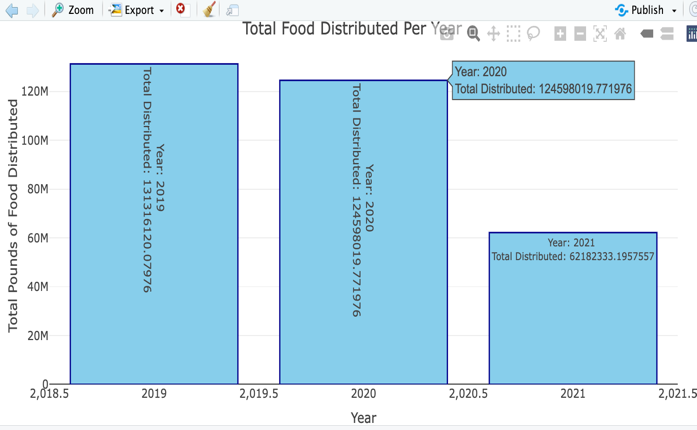 Zoom Export Publish
Total Food Distributed Per Year
Year: 2020
Total Distributed: 124598019.771976
Total Pounds of Food Distributed
120M
100M
80M
60M
40M
20M
0
Year: 2019
Total Distributed: 131316120.07976
Year: 2020
Total Distributed: 124598019.771976
Year: 2021
Total Distributed: 62182333.1957557
2,018.5 2019 2,019.5 2020 2,020.5 2021 2,021.5
Year